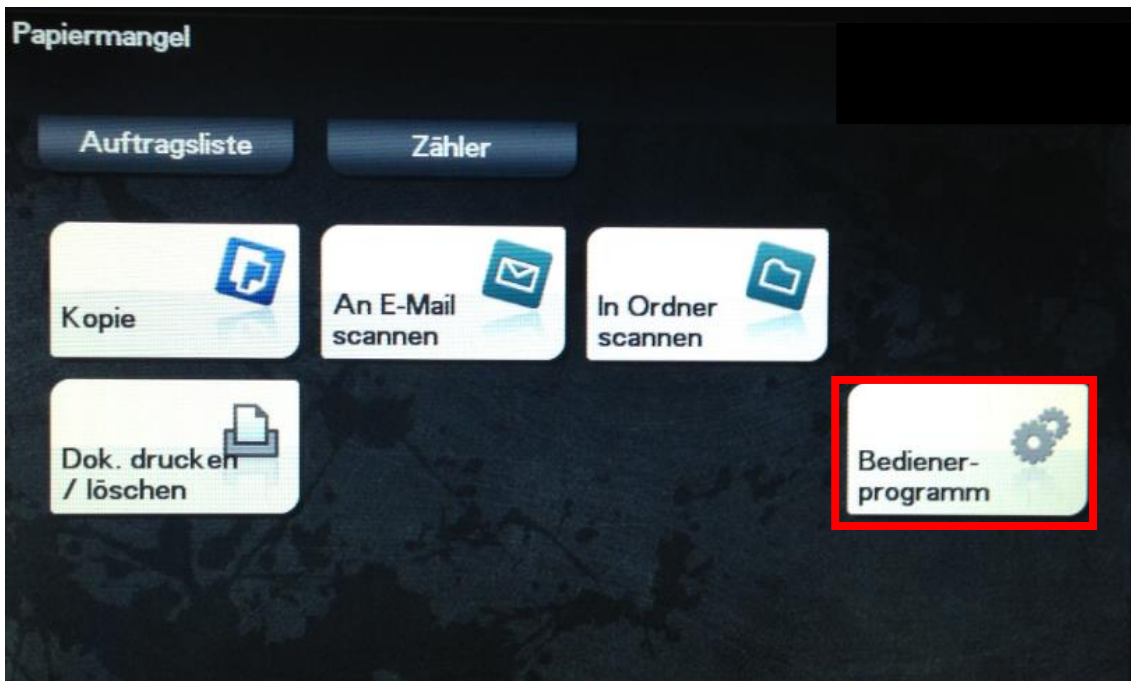 Papiermangel
Auftragsliste
Zähler
Kopie
An E-Mail
scannen
In Ordner
scannen
Dok. drucken
/ löschen
Bediener-
programm